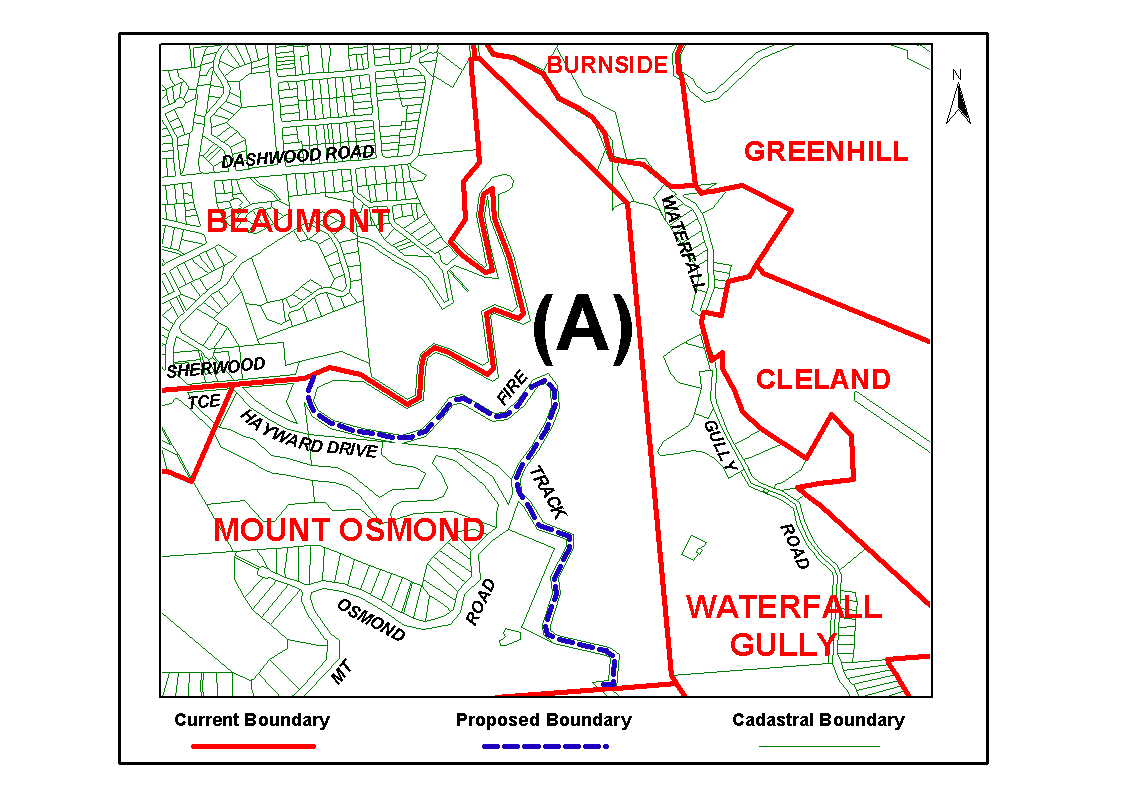 BURNSIDE
N
GREENHILL
DASHWOOD ROAD
BEAUMONT
WATERFALL
(A)
SHERWOOD
TCE
FIRE
CLELAND
HAYWARD DRIVE
GULLY
TRACK
MOUNT OSMOND
ROAD
OSMOND
ROAD
WATERFALL
GULLY
MT
Current Boundary
Proposed Boundary
Cadastral Boundary